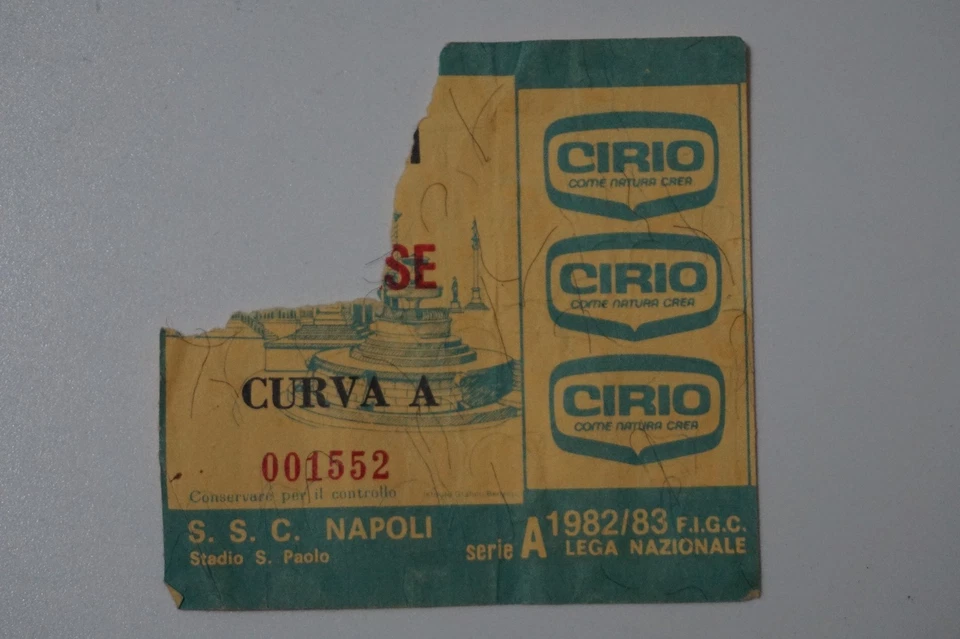 SE
CURVA A
001552
Conservare per il controllo
S. S. C. NAPOLI
Stadio S. Paolo
CIRIO
COME NATURA CREA
CIRIO
COME NATURA CREA
CIRIO
COME NATURA CREA
serie A 1982/83 F.I.G.C.
LEGA NAZIONALE